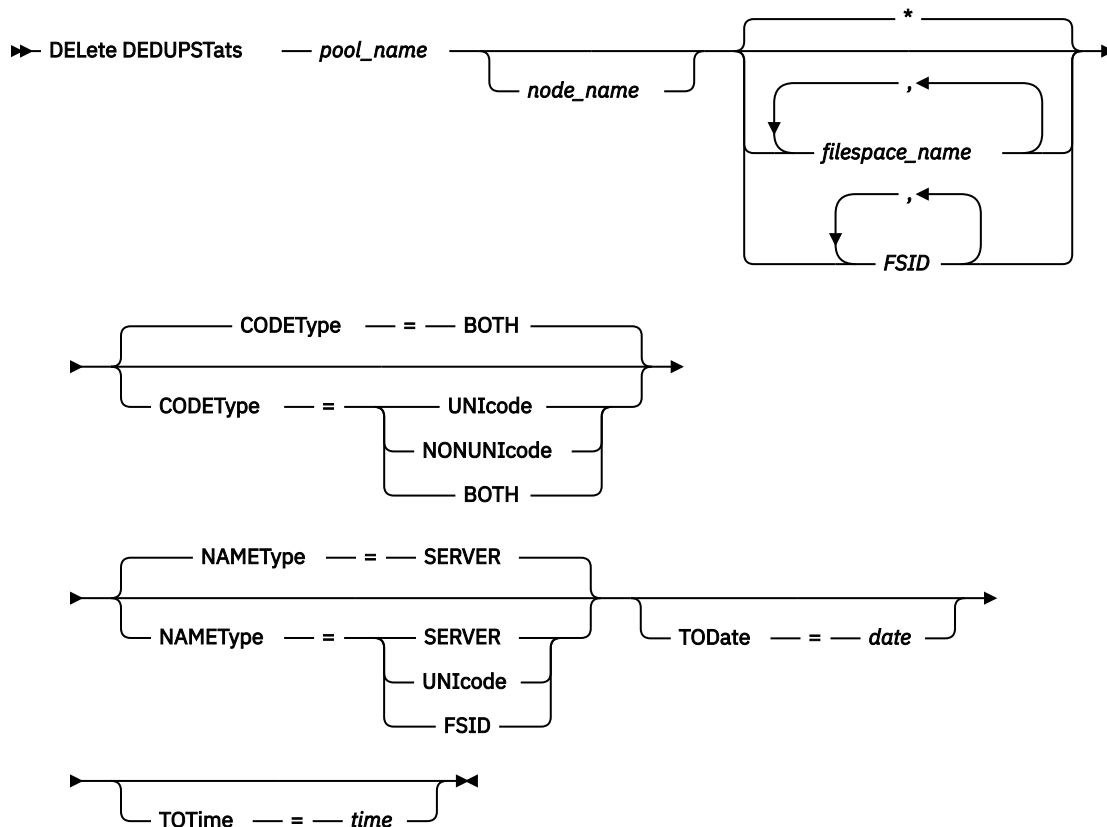 *
DELete DEDUPSTats pool_name
node_name
,
filespace_name
,
FSID
CODEType = BOTH
CODEType = UNIcode
NONUNIcode
BOTH
NAMEType = SERVER
NAMEType = SERVER
TODate = date
UNIcode
FSID
TOTime = time